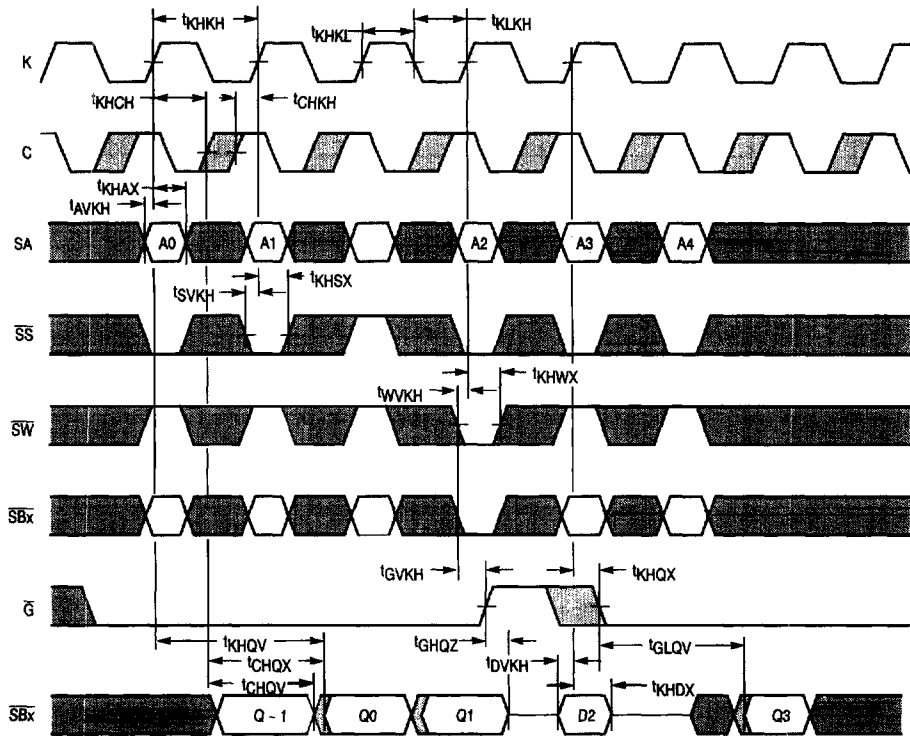 tKHKH tKHKL tKLKH
K
tKHCH tCHKH
C
tKHAX
tAVKH
SA A0 A1 A2 A3 A4
tSVKH tKHSX
SS
tWVKH tKHWX
SW
SBx
tGVKH tKHQX
G
tKHQV tGHQZ tGLQV
tCHQX tDVKH
tCHQV tKHDX
SBx Q - 1 Q0 Q1 D2 Q3